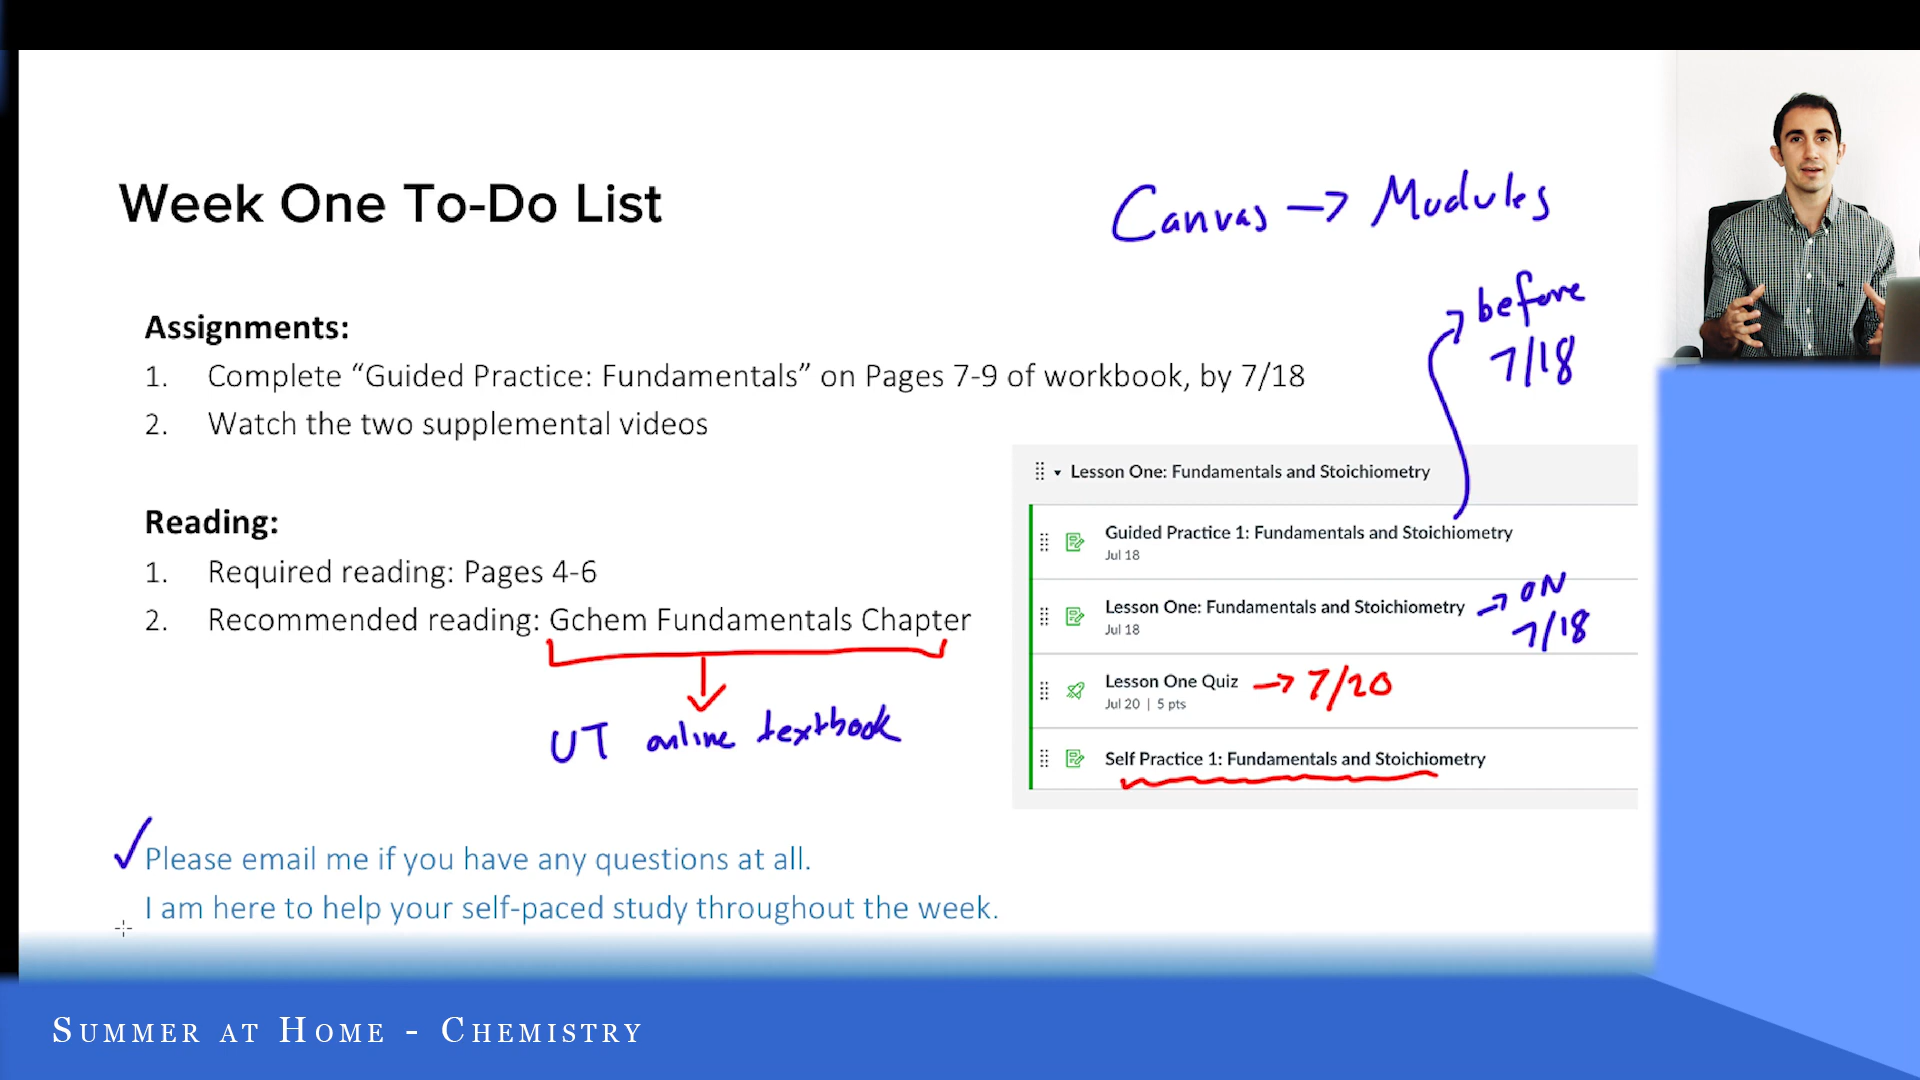 Week One To-Do List
Canvas → Modules
before
7/18
Assignments:
1. Complete “Guided Practice: Fundamentals” on Pages 7-9 of workbook, by 7/18
2. Watch the two supplemental videos
Reading:
1. Required reading: Pages 4-6
2. Recommended reading: Gchem Fundamentals Chapter
UT online textbook
Lesson One: Fundamentals and Stoichiometry
Guided Practice 1: Fundamentals and Stoichiometry
Jul 18
Lesson One: Fundamentals and Stoichiometry → ON
Jul 18 7/18
Lesson One Quiz → 7/20
Jul 20 | 5 pts
Self Practice 1: Fundamentals and Stoichiometry
Please email me if you have any questions at all.
I am here to help your self-paced study throughout the week.
SUMMER AT HOME - CHEMISTRY